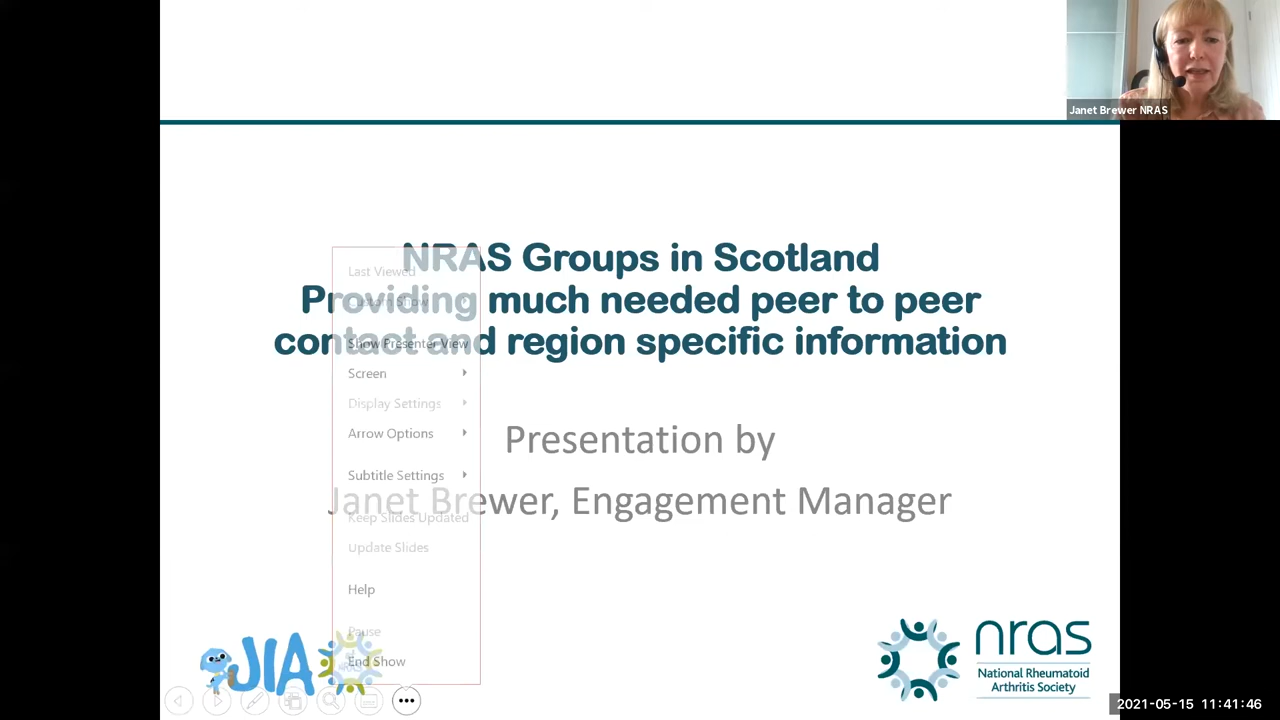 Janet Brewer NRAS
NRAS Groups in Scotland
Providing much needed peer to peer
contact and region specific information
Presentation by
Janet Brewer, Engagement Manager
Last Viewed
Custom Show
Show Presenter View
Screen
Display Settings
Arrow Options
Subtitle Settings
Keep Slides Updated
Update Slides
Help
Pause
End Show
JIA
nras
National Rheumatoid
Arthritis Society
2021-05-15 11:41:46